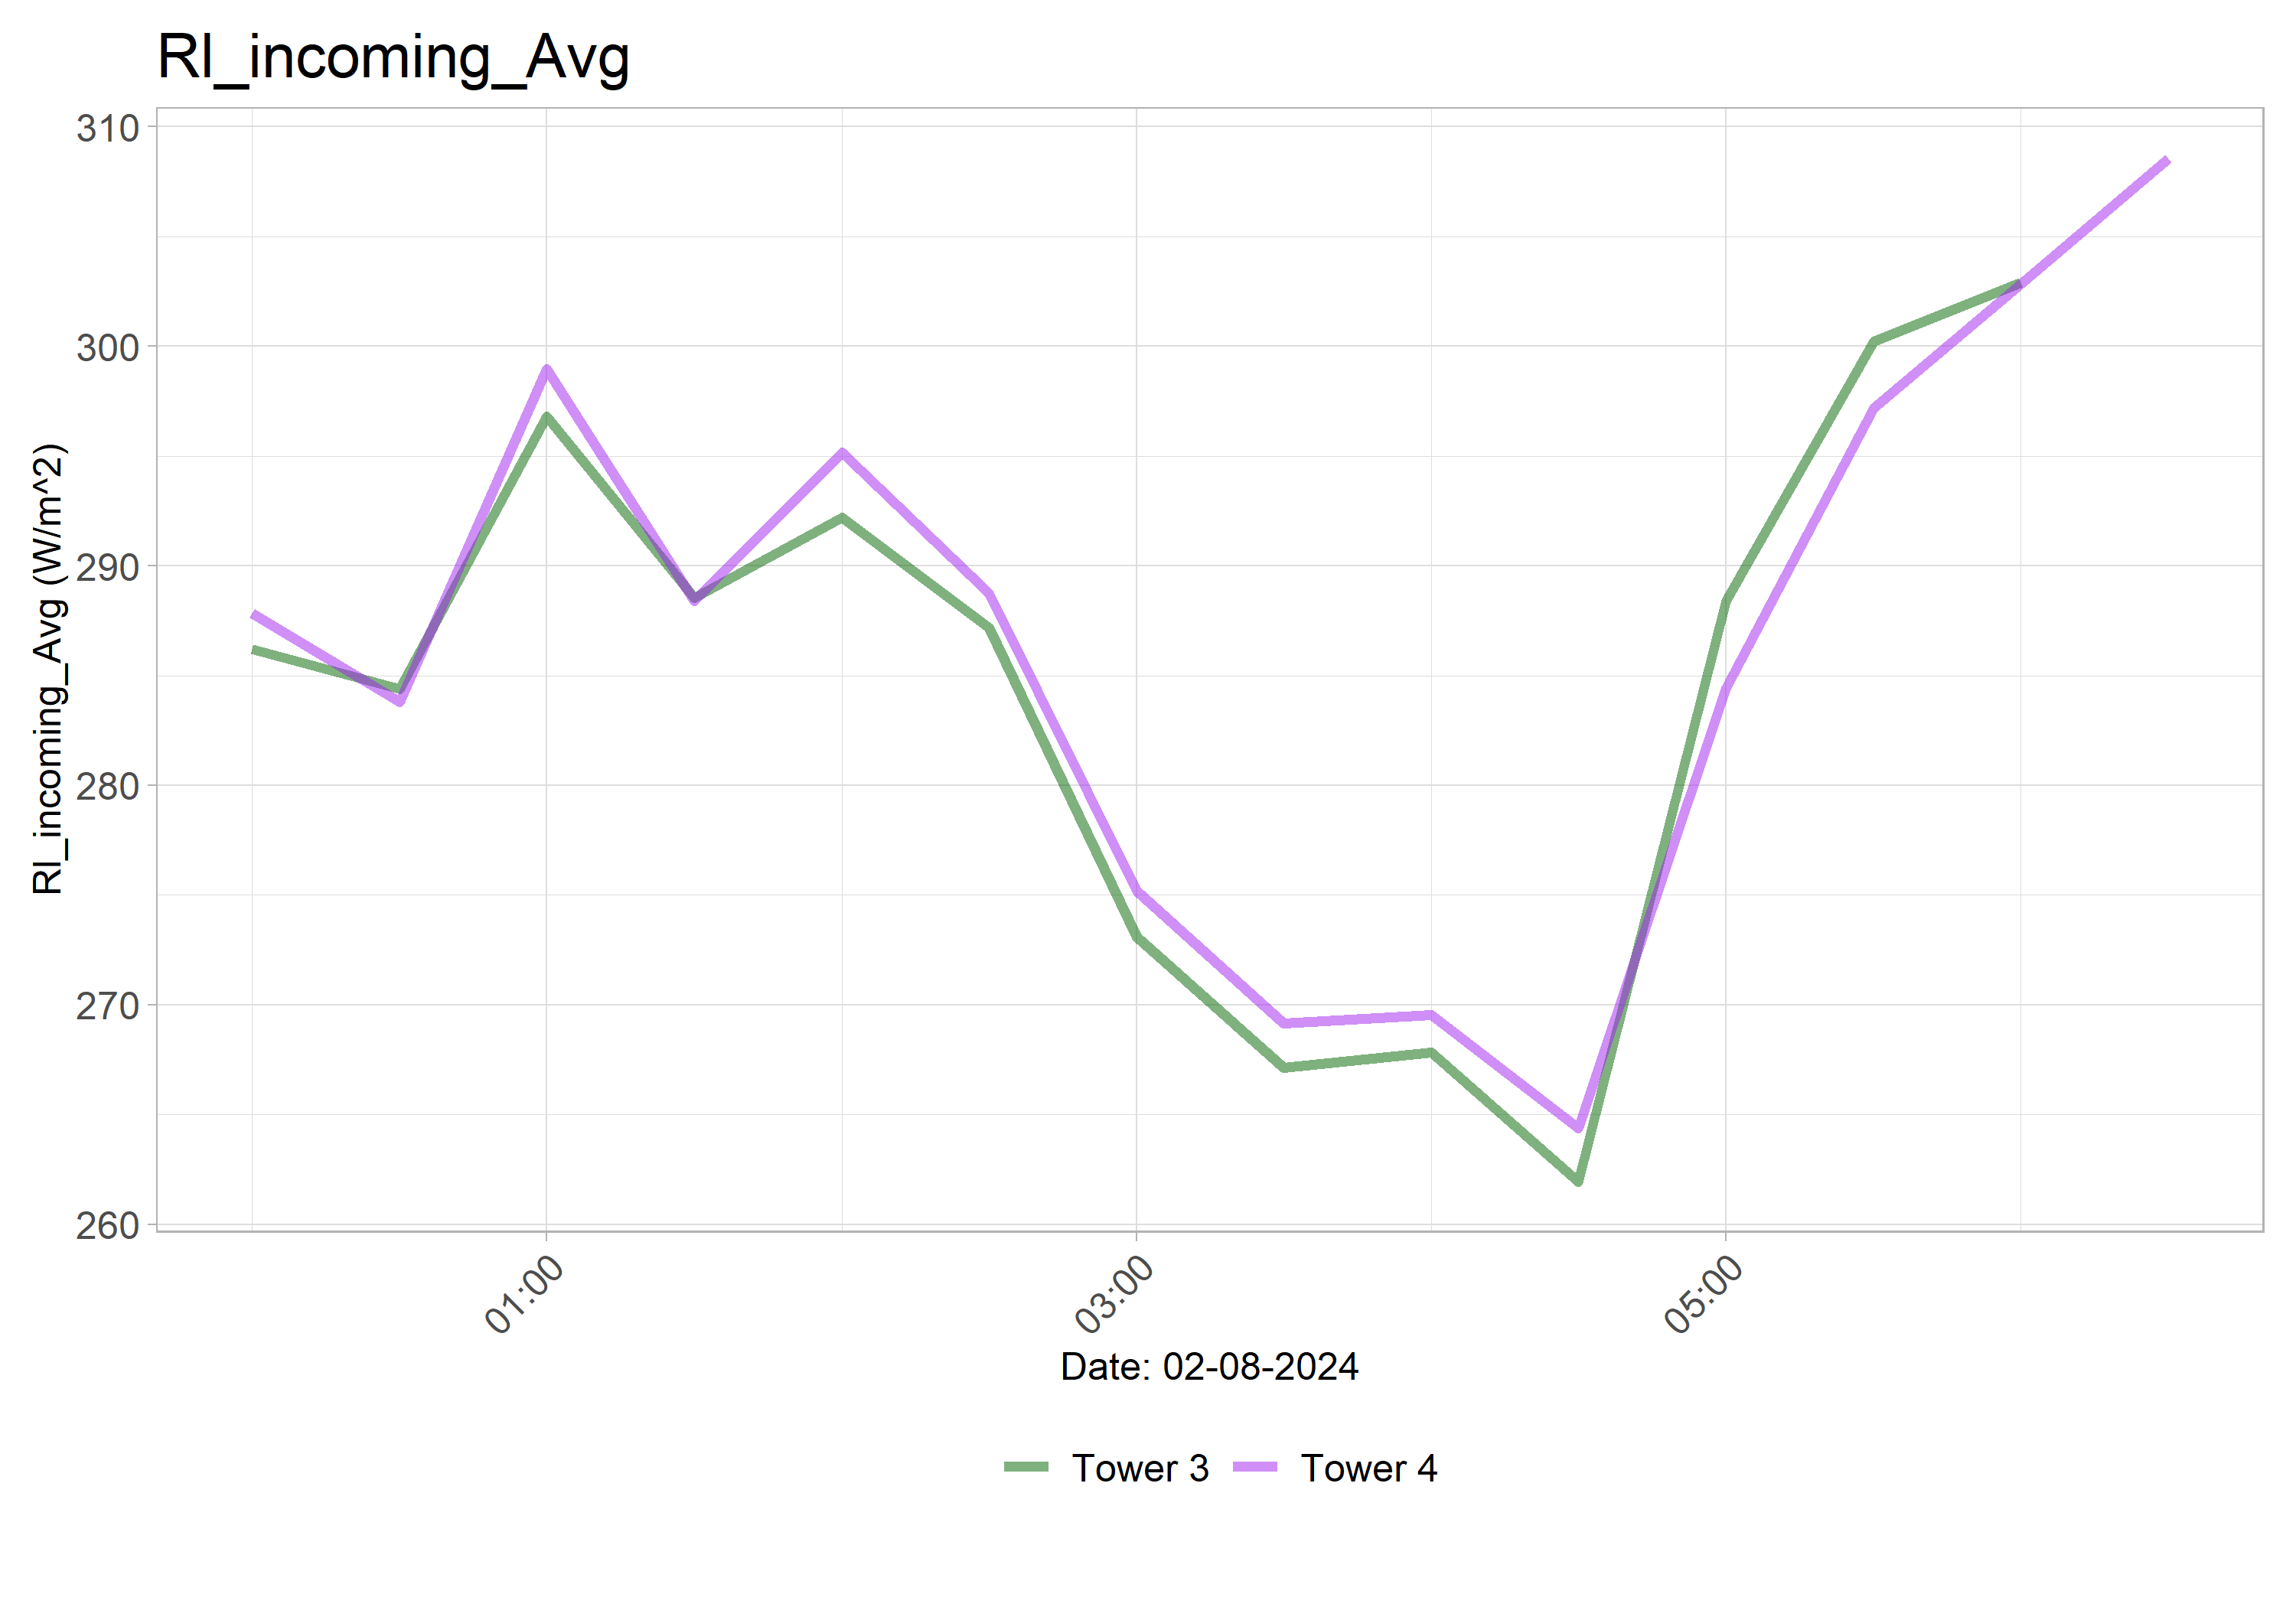 Rl_incoming_Avg
310
300
290
280
270
260
Rl_incoming_Avg (W/m^2)
01:00
03:00
05:00
Date: 02-08-2024
Tower 3
Tower 4